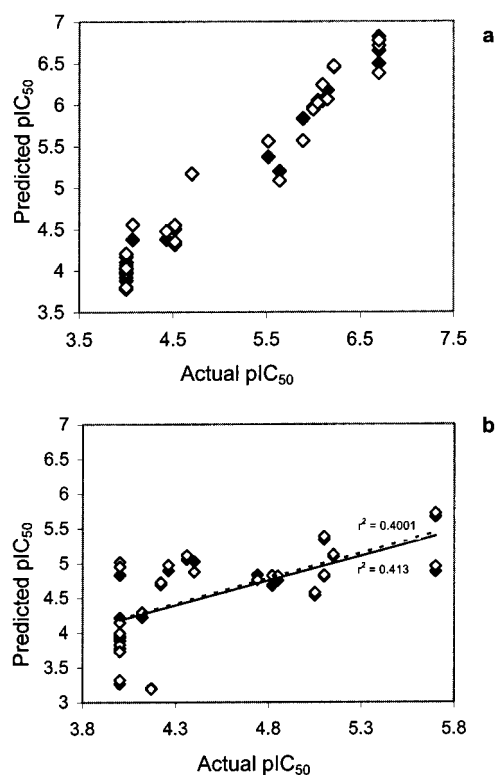 a
7
6.5
6
5.5
5
4.5
4
3.5
Predicted pIC50
3.5 4.5 5.5 6.5 7.5
Actual pIC50
b
7
6.5
6
5.5
5
4.5
4
3.5
3
Predicted pIC50
r² = 0.4001
r² = 0.413
3.8 4.3 4.8 5.3 5.8
Actual pIC50